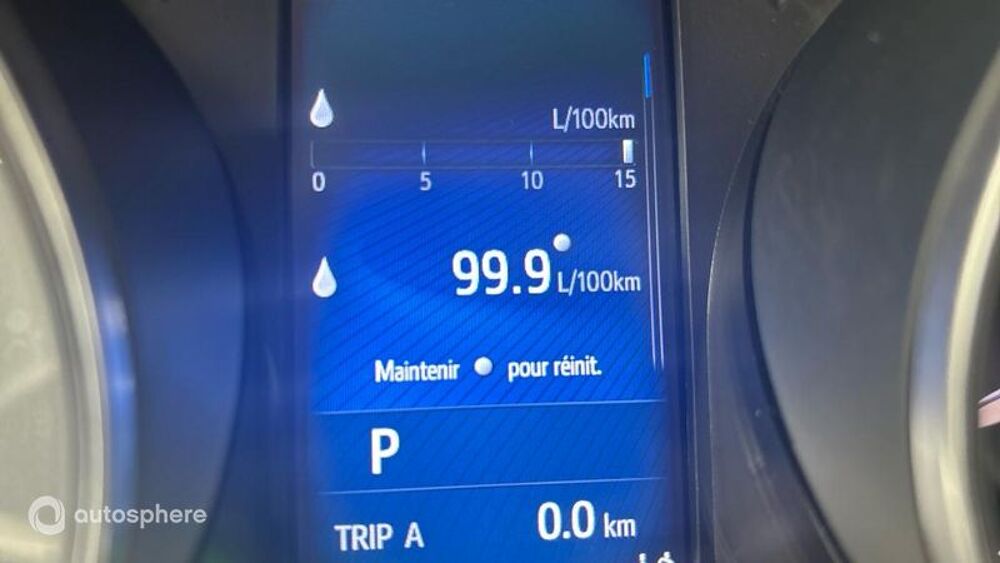 L/100km
0 5 10 15
99.9 L/100km
Maintenir pour réinit.
P
TRIP A 0.0 km
autosphere